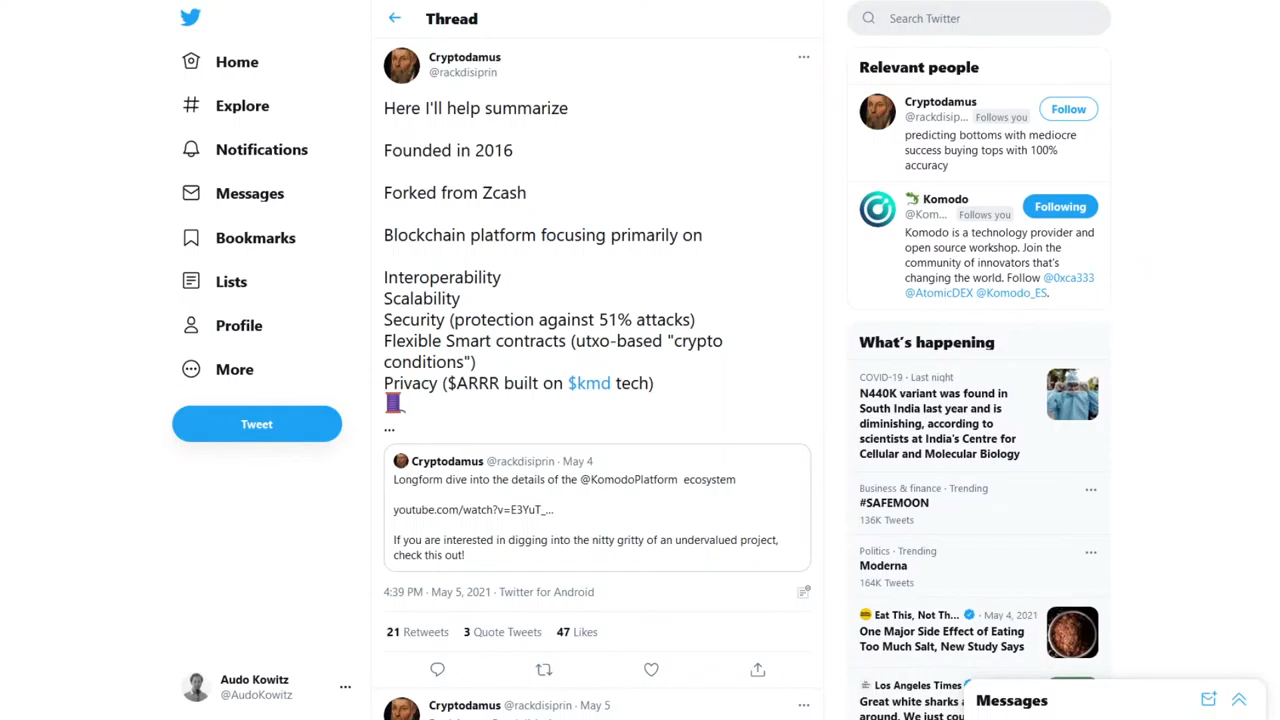 Home
Explore
Notifications
Messages
Bookmarks
Lists
Profile
More
Tweet
Audo Kowitz
@AudoKowitz
...
Thread
Cryptodamus
@rackdisiprin
Here I'll help summarize
Founded in 2016
Forked from Zcash
Blockchain platform focusing primarily on
Interoperability
Scalability
Security (protection against 51% attacks)
Flexible Smart contracts (utxo-based "crypto
conditions")
Privacy ($ARRR built on $kmd tech)
...
Cryptodamus @rackdisiprin · May 4
Longform dive into the details of the @KomodoPlatform ecosystem
youtube.com/watch?v=E3YuT_...
If you are interested in digging into the nitty gritty of an undervalued project,
check this out!
4:39 PM · May 5, 2021 · Twitter for Android
21 Retweets 3 Quote Tweets 47 Likes
Cryptodamus @rackdisiprin · May 5
Search Twitter
Relevant people
Cryptodamus
@rackdisip... Follows you
Follow
predicting bottoms with mediocre
success buying tops with 100%
accuracy
Komodo
@Kom... Follows you
Following
Komodo is a technology provider and
open source workshop. Join the
community of innovators that's
changing the world. Follow @0xca333
@AtomicDEX @Komodo_ES.
What's happening
COVID-19 · Last night
N440K variant was found in
South India last year and is
diminishing, according to
scientists at India's Centre for
Cellular and Molecular Biology
Business & finance · Trending
#SAFEMOON
136K Tweets
Politics · Trending
Moderna
164K Tweets
Eat This, Not Th... · May 4, 2021
One Major Side Effect of Eating
Too Much Salt, New Study Says
Los Angeles Times
Great white sharks
around. We just cou
Messages